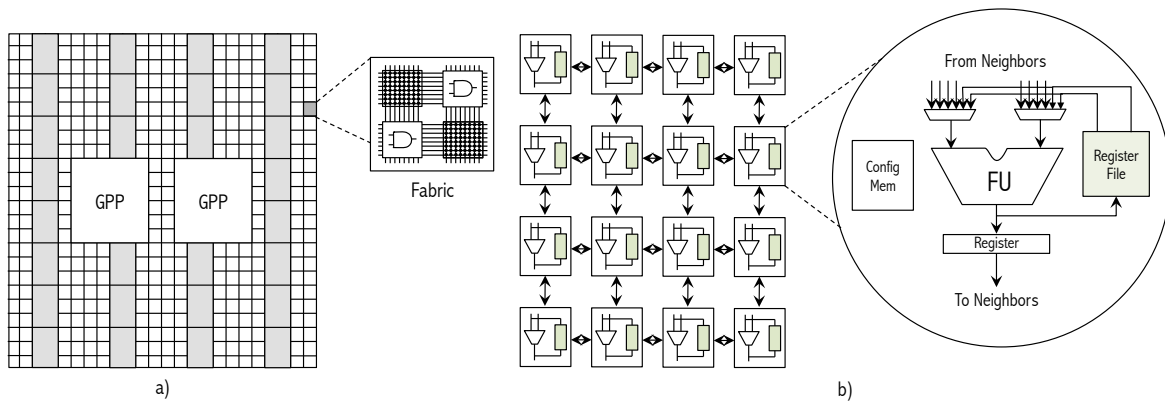 GPP
GPP
Fabric
a)
From Neighbors
Config
Mem
FU
Register
File
Register
To Neighbors
b)